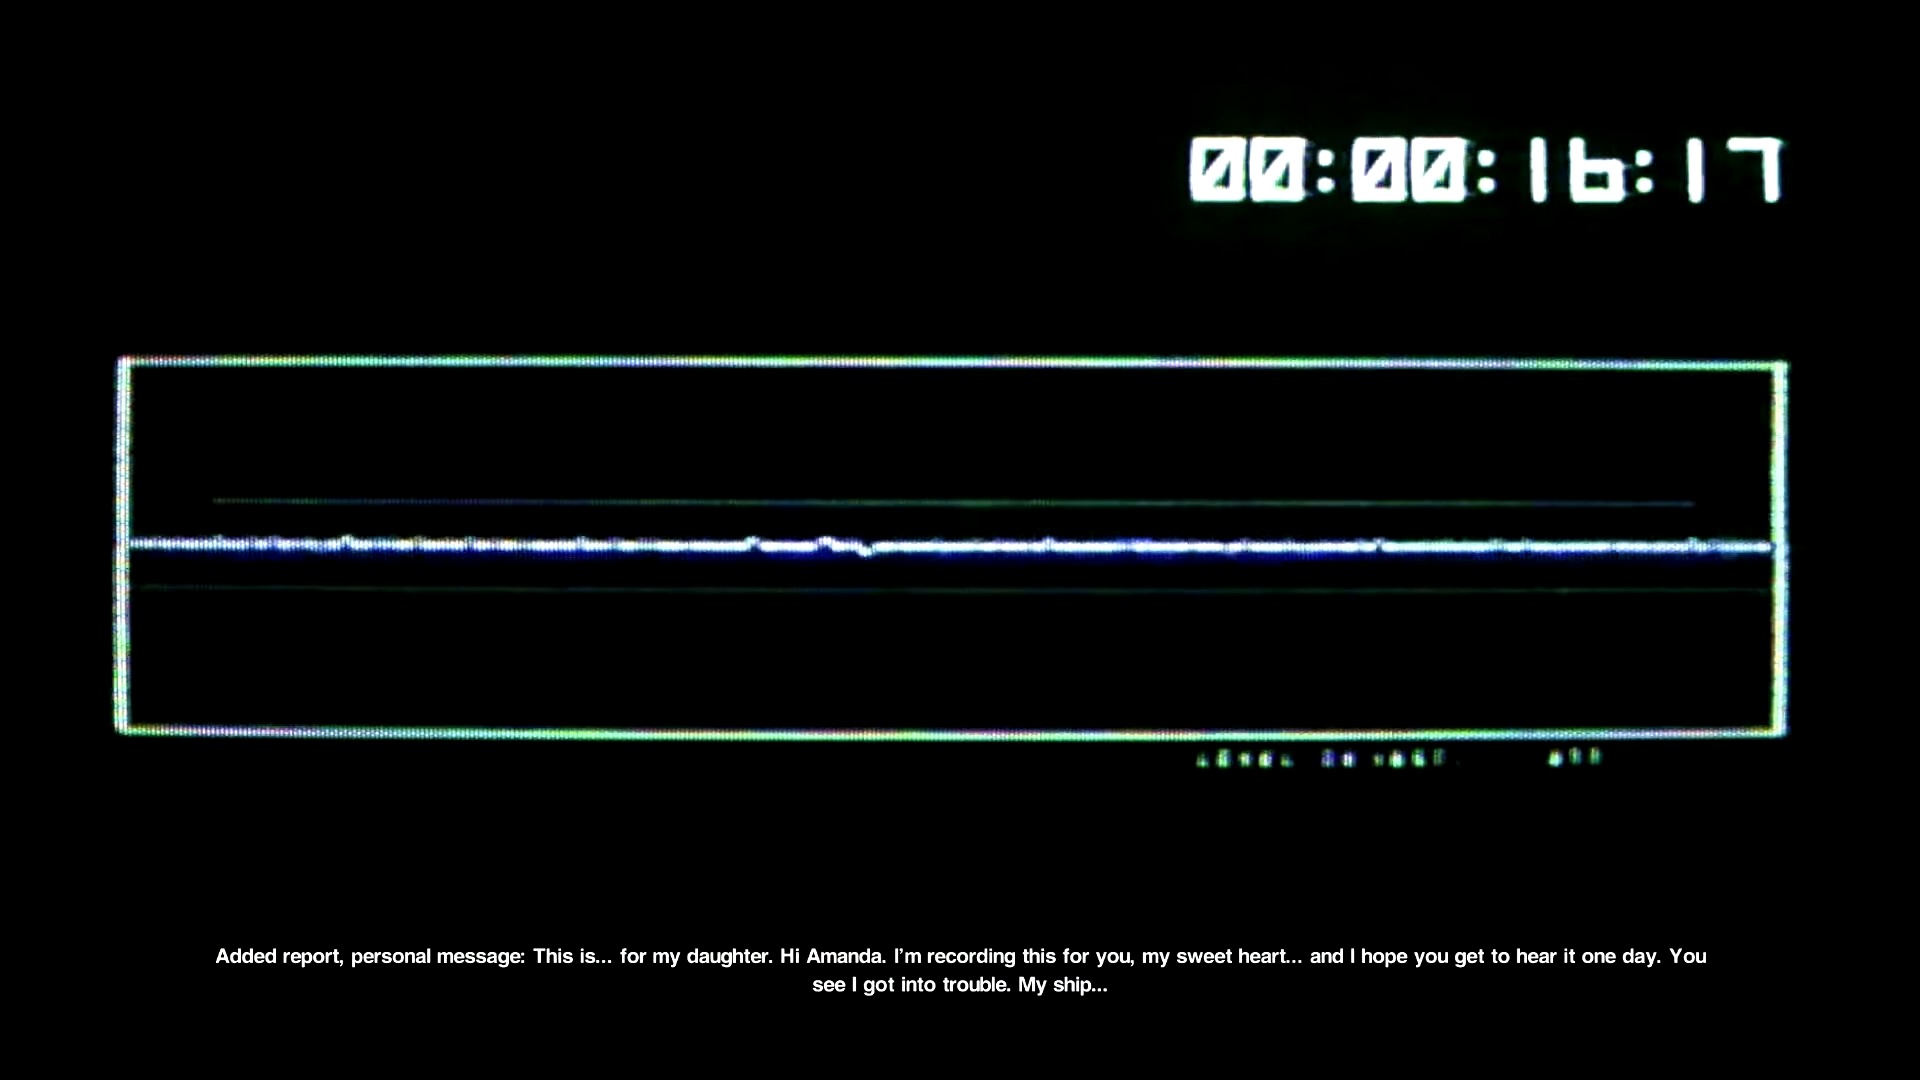 00:00:16:17
Added report, personal message: This is... for my daughter. Hi Amanda. I’m recording this for you, my sweet heart... and I hope you get to hear it one day. You
see I got into trouble. My ship...